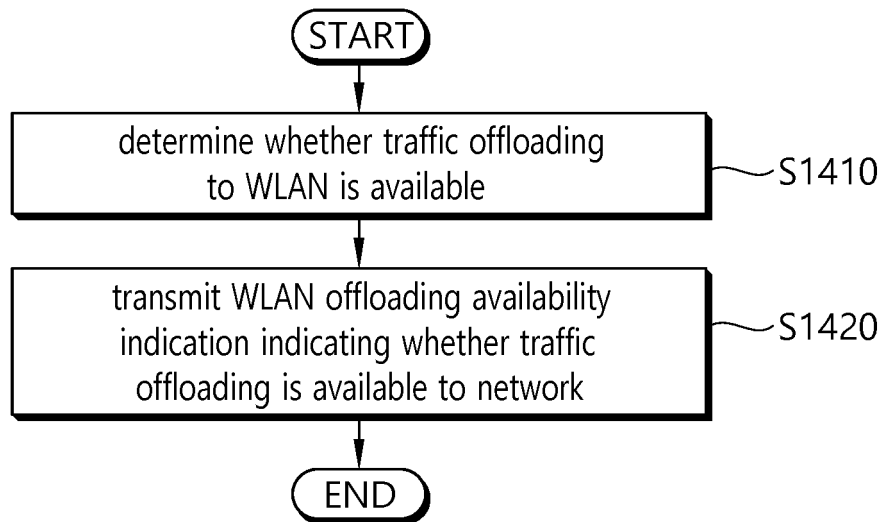 START
determine whether traffic offloading
to WLAN is available
S1410
transmit WLAN offloading availability
indication indicating whether traffic
offloading is available to network
S1420
END